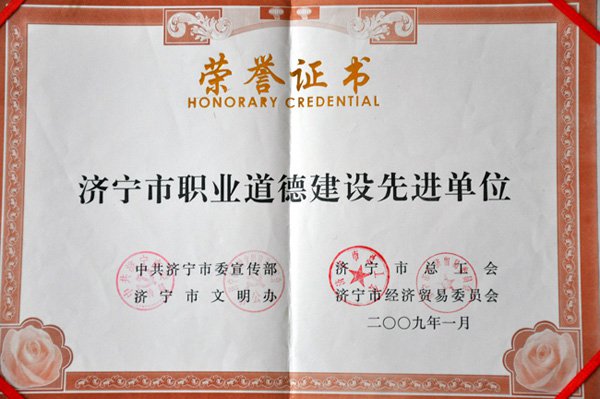 荣誉证书
HONORARY CREDENTIAL
济宁市职业道德建设先进单位
中共济宁市委宣传部 济宁市总工会
济宁市文明办 济宁市经济贸易委员会
二〇〇九年一月